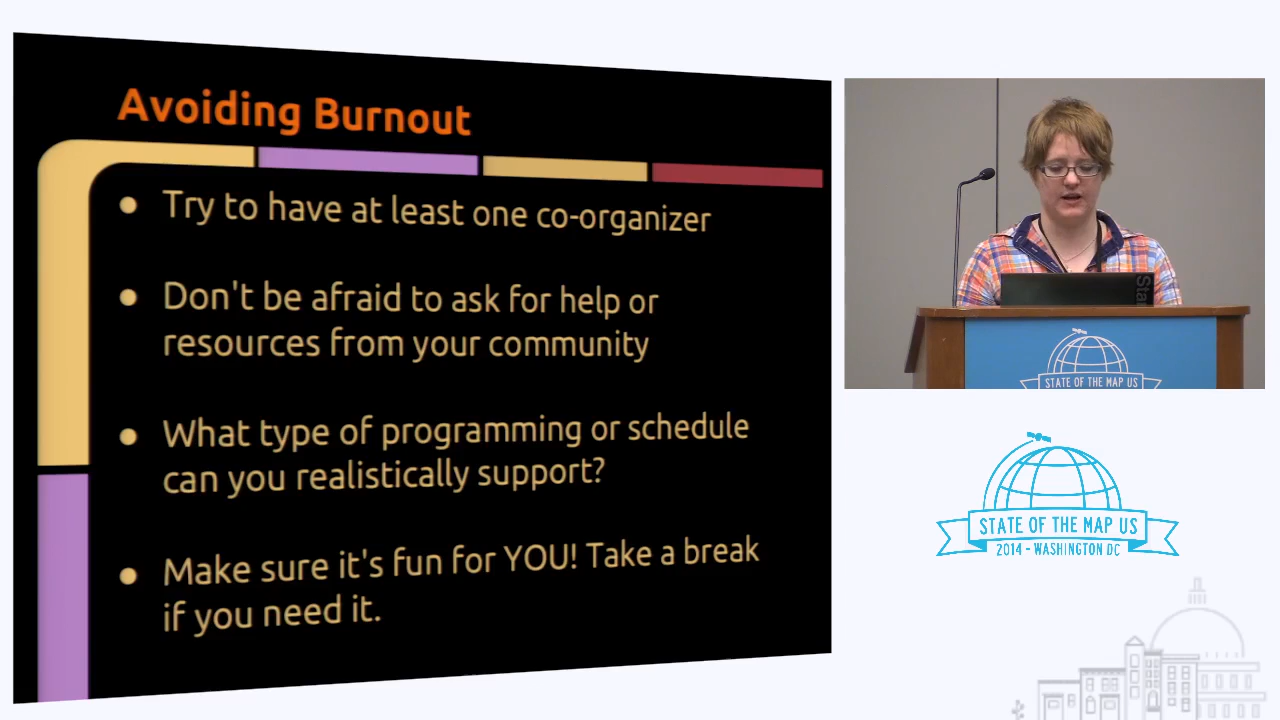 Avoiding Burnout
Try to have at least one co-organizer
Don't be afraid to ask for help or
resources from your community
What type of programming or schedule
can you realistically support?
Make sure it's fun for YOU! Take a break
if you need it.
Sta
STATE OF THE MAP US
STATE OF THE MAP US
2014 - WASHINGTON DC